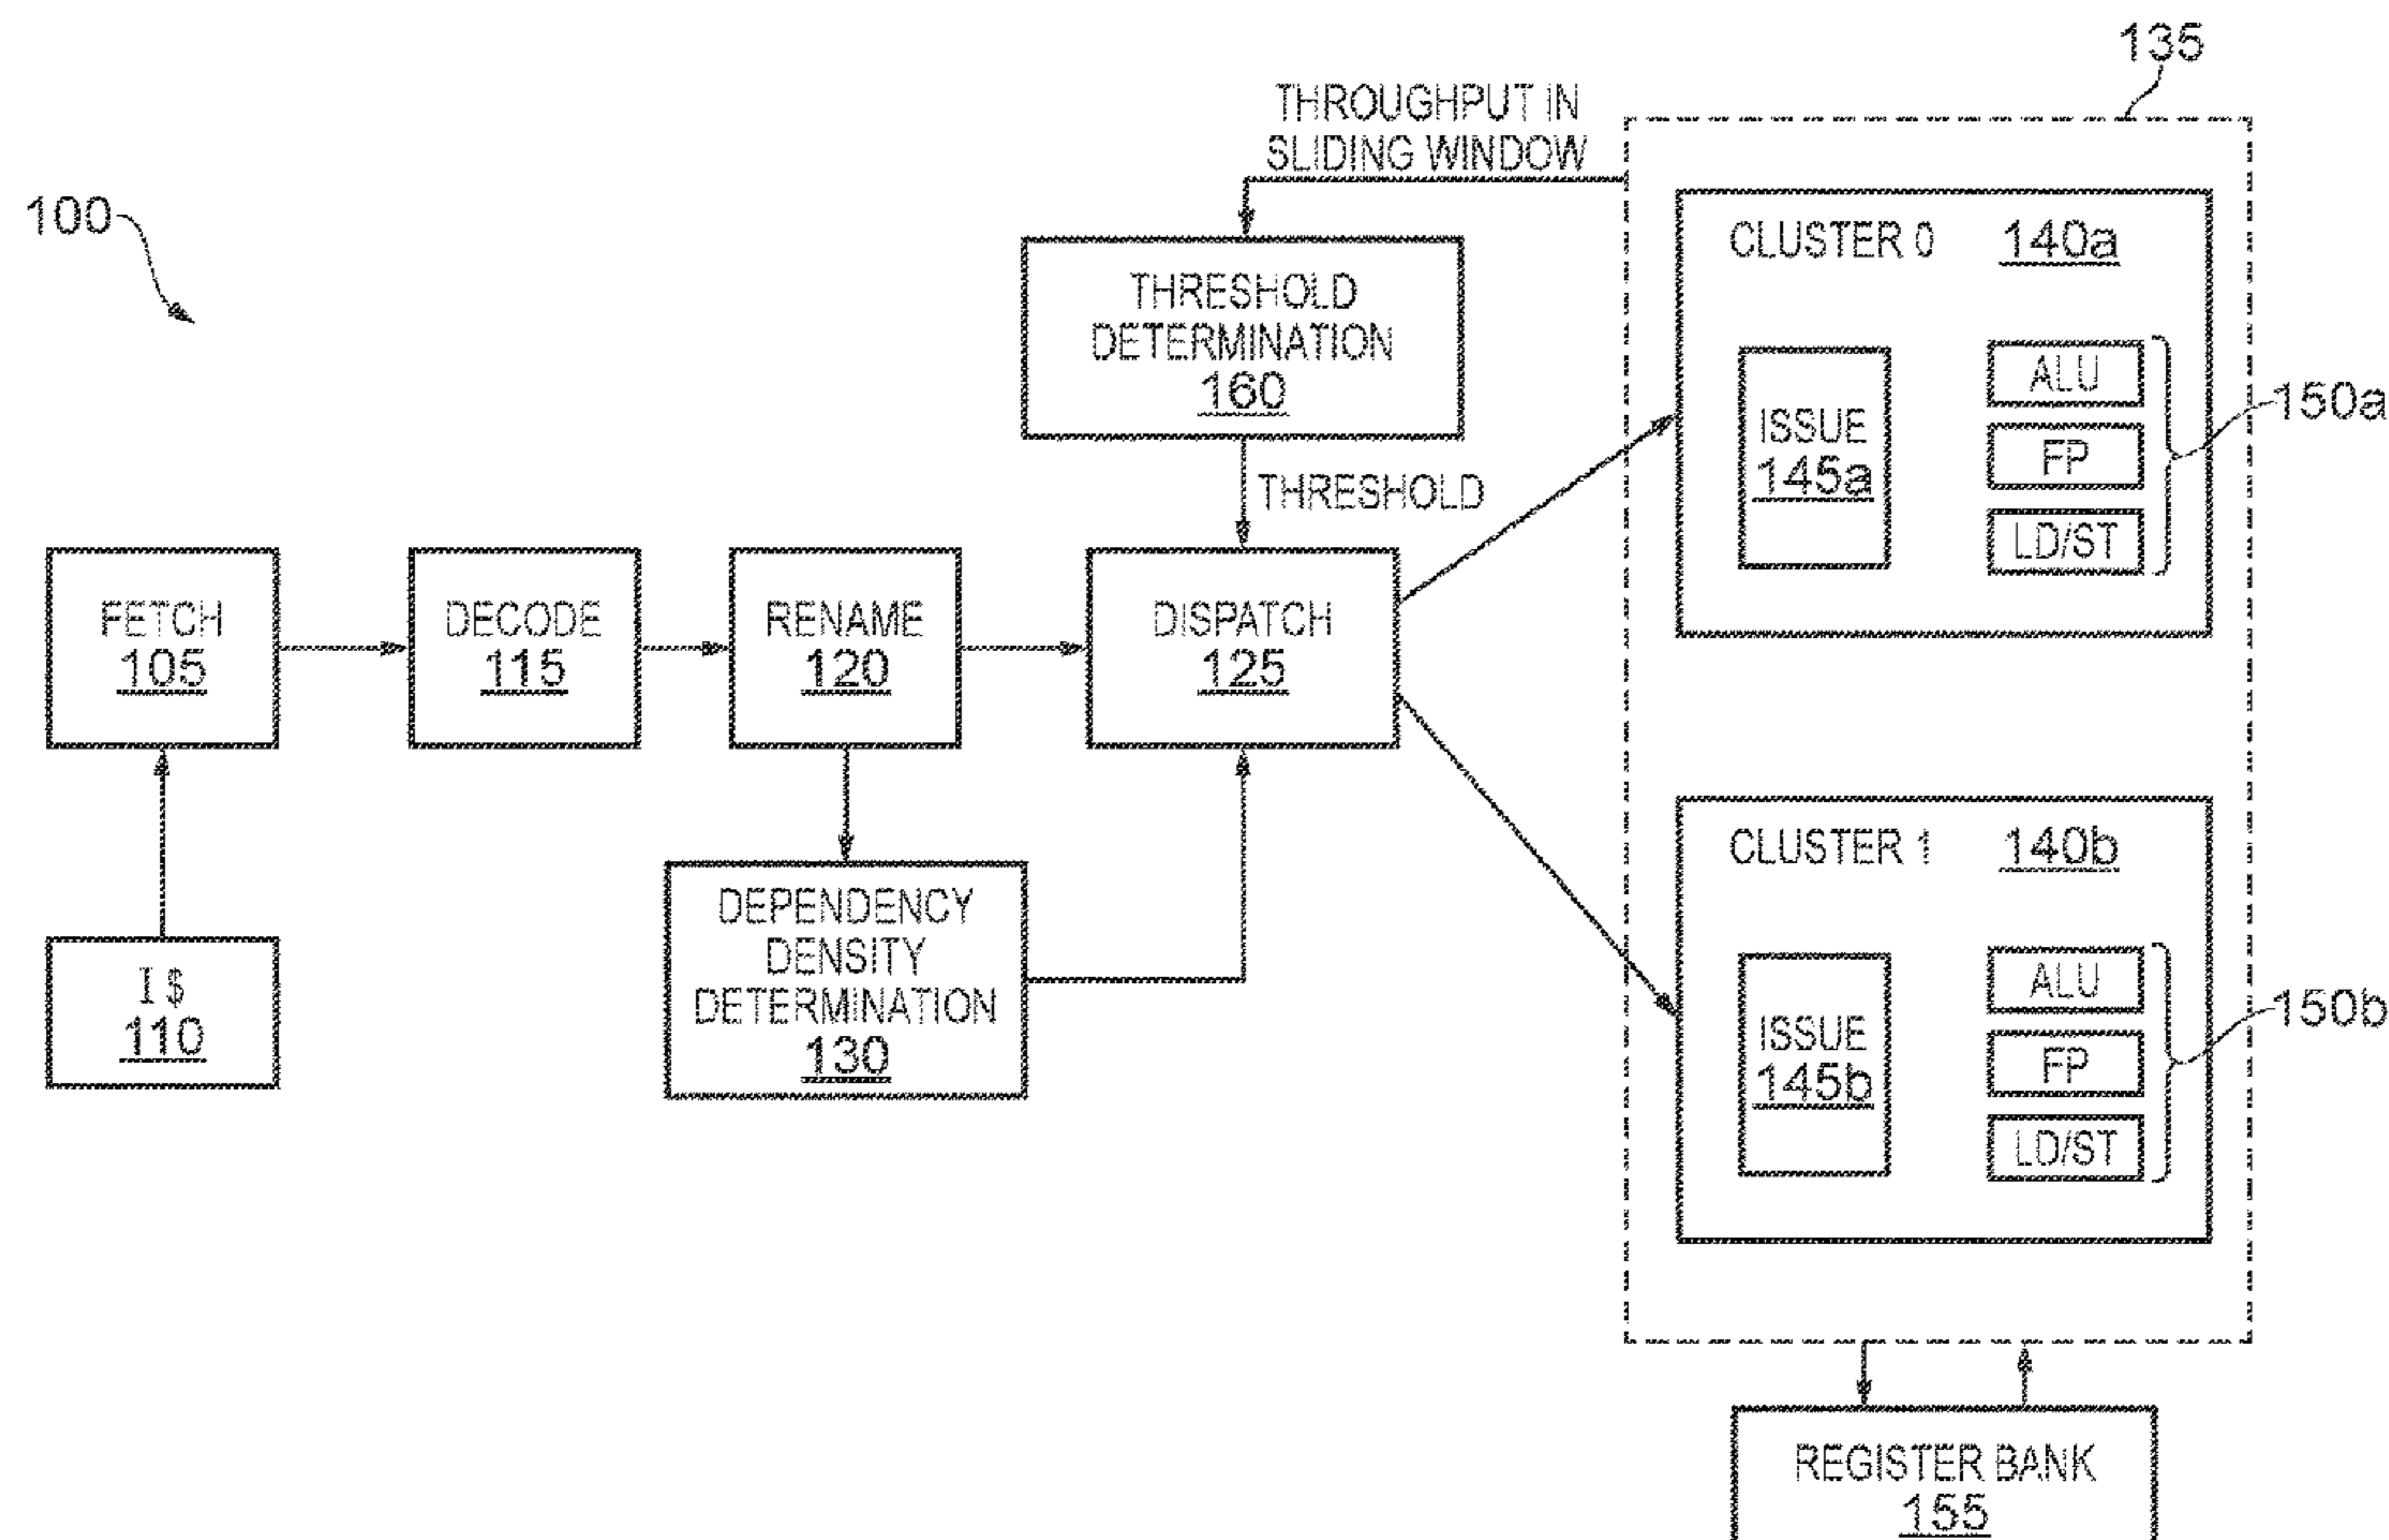 135
THROUGHPUT IN
SLIDING WINDOW
100
THRESHOLD
DETERMINATION
160
THRESHOLD
CLUSTER 0 140a
ISSUE
145a
ALU
FP
LD/ST
150a
FETCH
105
DECODE
115
RENAME
120
DISPATCH
125
I$
110
DEPENDENCY
DENSITY
DETERMINATION
130
CLUSTER 1 140b
ISSUE
145b
ALU
FP
LD/ST
150b
REGISTER BANK
155